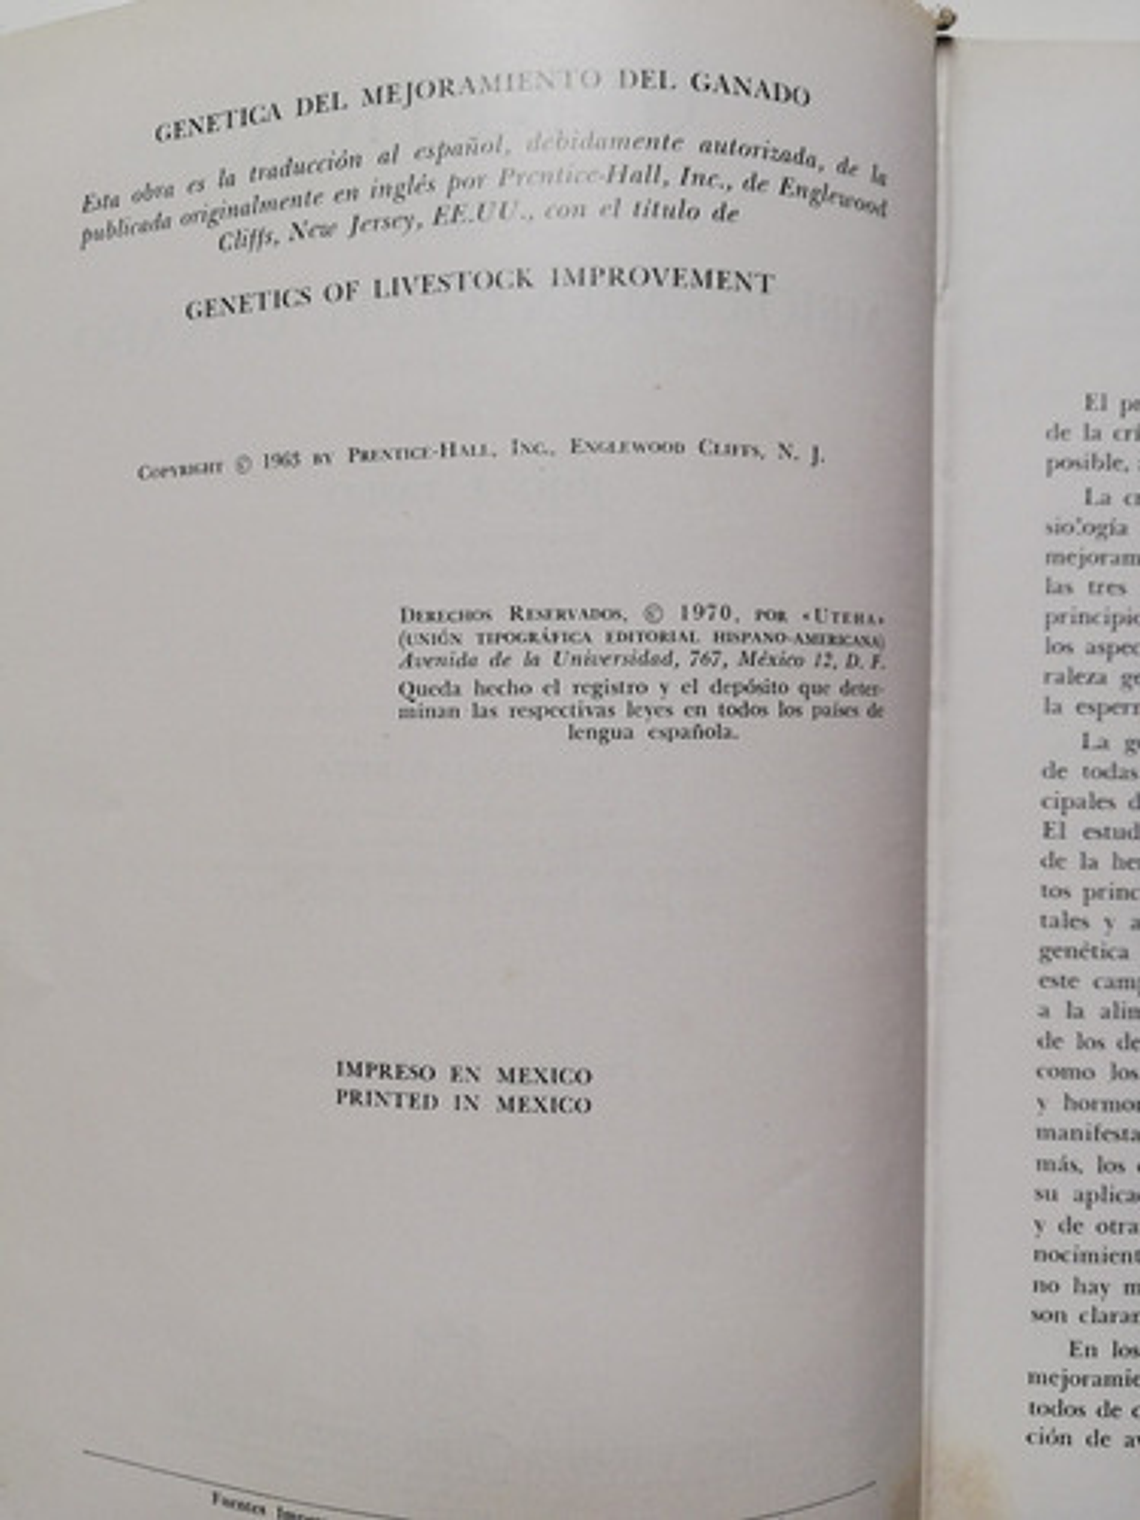 GENETICA DEL MEJORAMIENTO DEL GANADO
Esta obra es la traducción al español, debidamente autorizada, de la
publicada originalmente en inglés por Prentice-Hall, Inc., de Englewood
Cliffs, New Jersey, EE.UU., con el título de
GENETICS OF LIVESTOCK IMPROVEMENT
COPYRIGHT © 1963 BY PRENTICE-HALL, INC., ENGLEWOOD CLIFFS, N. J.
DERECHOS RESERVADOS, © 1970, POR «UTEHA»
(UNIÓN TIPOGRÁFICA EDITORIAL HISPANO-AMERICANA)
Avenida de la Universidad, 767, México 12, D. F.
Queda hecho el registro y el depósito que deter-
minan las respectivas leyes en todos los países de
lengua española.
IMPRESO EN MEXICO
PRINTED IN MEXICO
Fuentes
El
de la
posible,
La
siología
mejoram
las tres
principio
los aspec
raleza
la
La
de todas
cipales
El estud
de la
tos princ
tales y
genética
este
a la
de los
como los
y hormo
manifesta
más, los
su aplica
y de otra
nocimient
no hay
son
En los
mejoramie
todos de
ción de